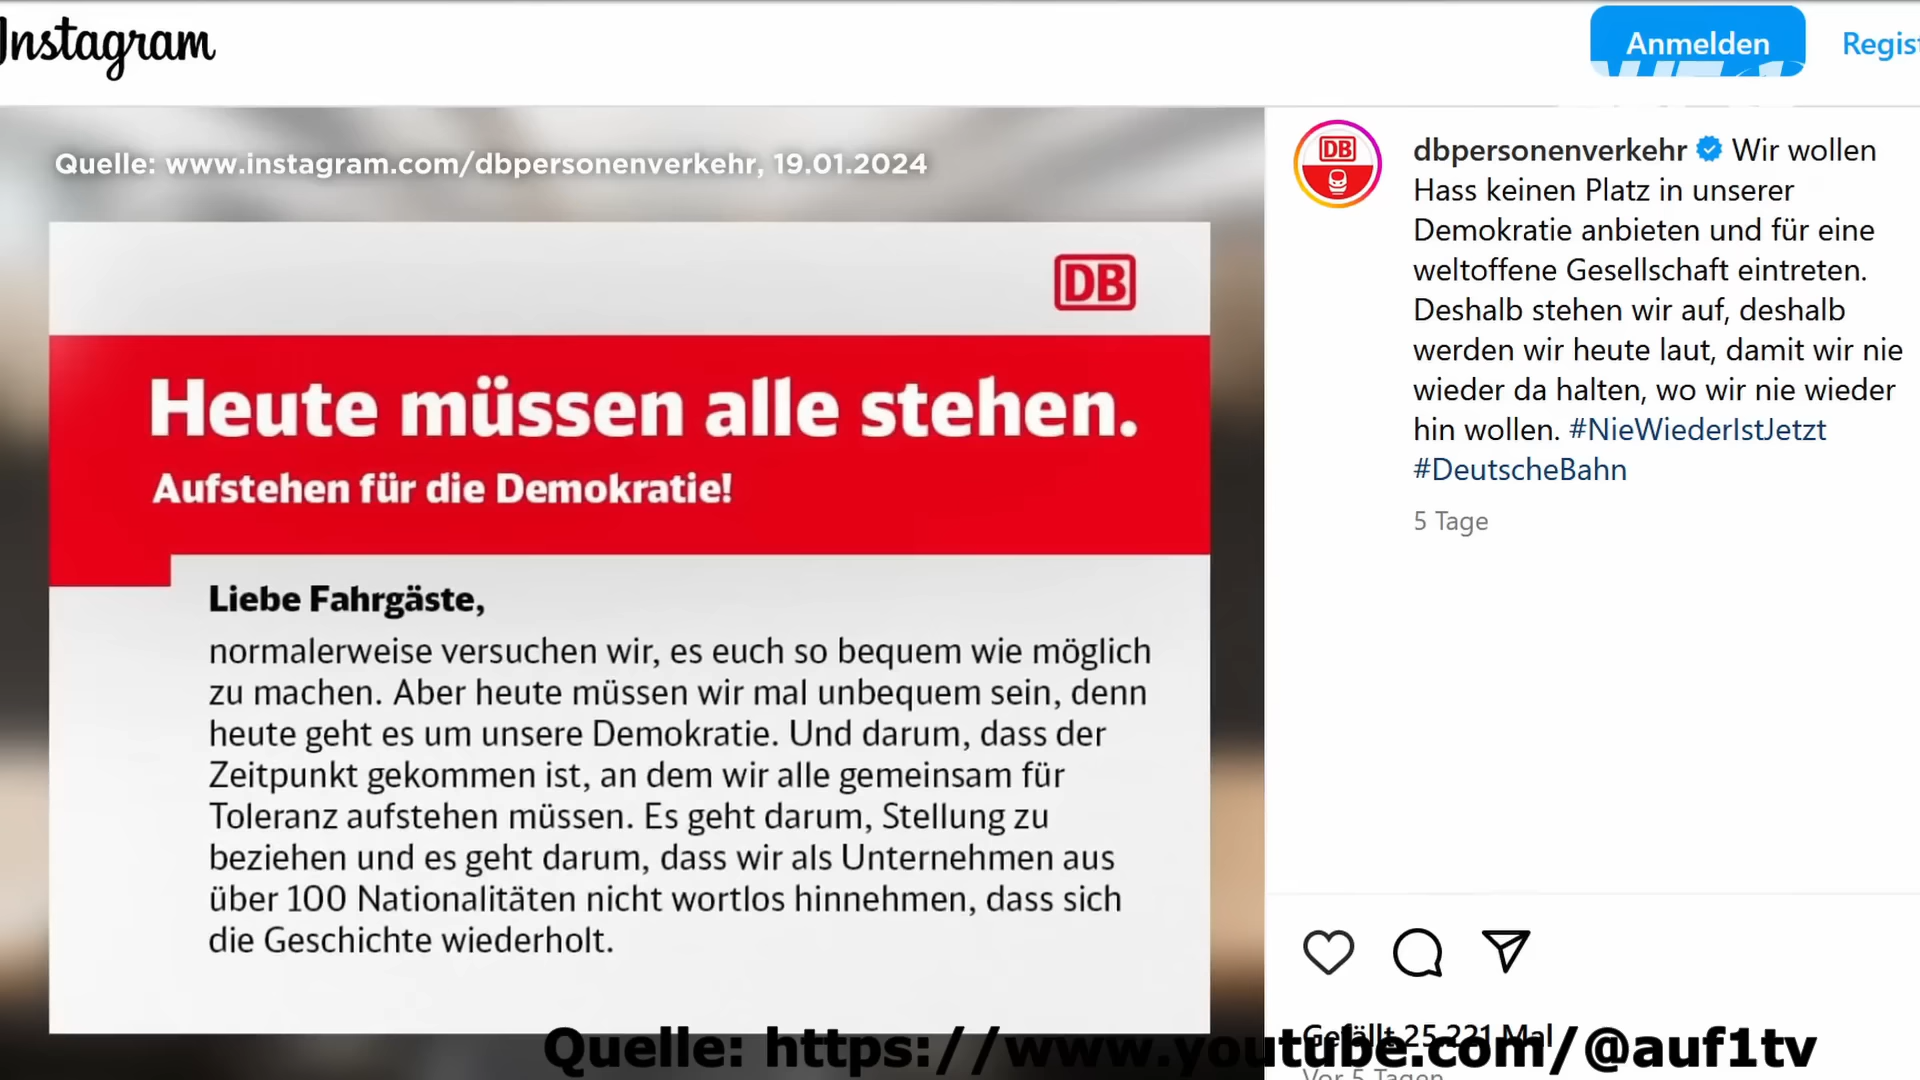 Instagram
Anmelden
Quelle: www.instagram.com/dbpersonenverkehr, 19.01.2024
DB
Heute müssen alle stehen.
Aufstehen für die Demokratie!
Liebe Fahrgäste,
normalerweise versuchen wir, es euch so bequem wie möglich
zu machen. Aber heute müssen wir mal unbequem sein, denn
heute geht es um unsere Demokratie. Und darum, dass der
Zeitpunkt gekommen ist, an dem wir alle gemeinsam für
Toleranz aufstehen müssen. Es geht darum, Stellung zu
beziehen und es geht darum, dass wir als Unternehmen aus
über 100 Nationalitäten nicht wortlos hinnehmen, dass sich
die Geschichte wiederholt.
DB
dbpersonenverkehr Wir wollen
Hass keinen Platz in unserer
Demokratie anbieten und für eine
weltoffene Gesellschaft eintreten.
Deshalb stehen wir auf, deshalb
werden wir heute laut, damit wir nie
wieder da halten, wo wir nie wieder
hin wollen. #NieWiederIstJetzt
#DeutscheBahn
5 Tage
Gefällt 25.221 Mal
Vor 5 Tagen
Quelle: https://www.youtube.com/@auf1tv